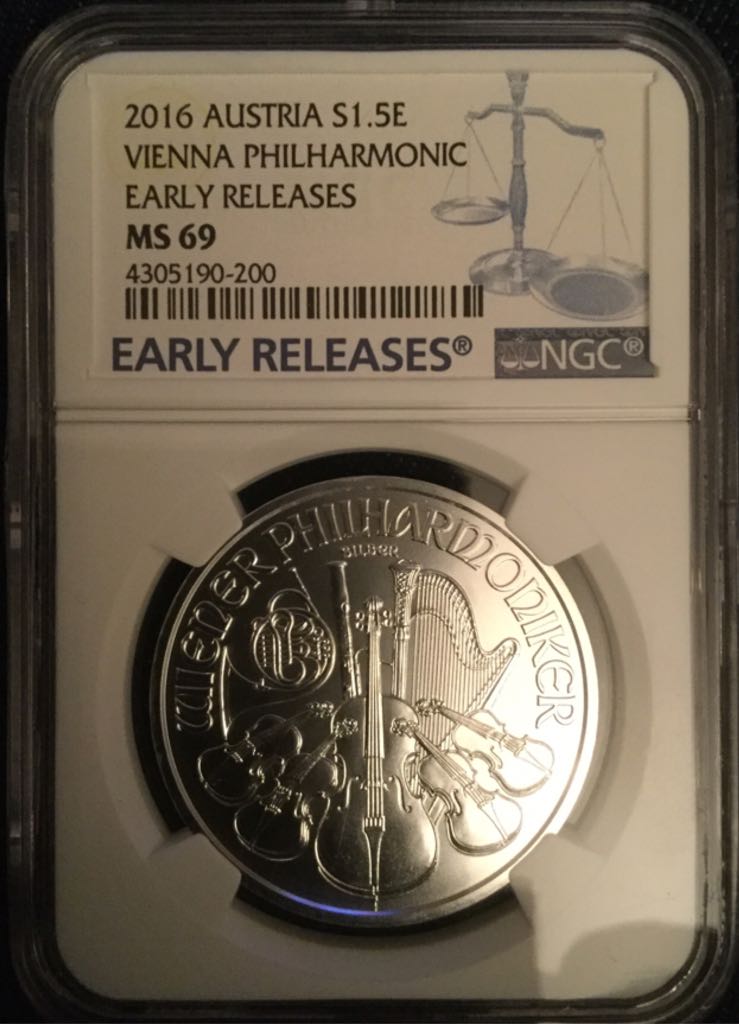 2016 AUSTRIA S1.5E
VIENNA PHILHARMONIC
EARLY RELEASES
MS 69
4305190-200
EARLY RELEASES®
NGC®
WIENER PHILHARMONIKER
SILBER